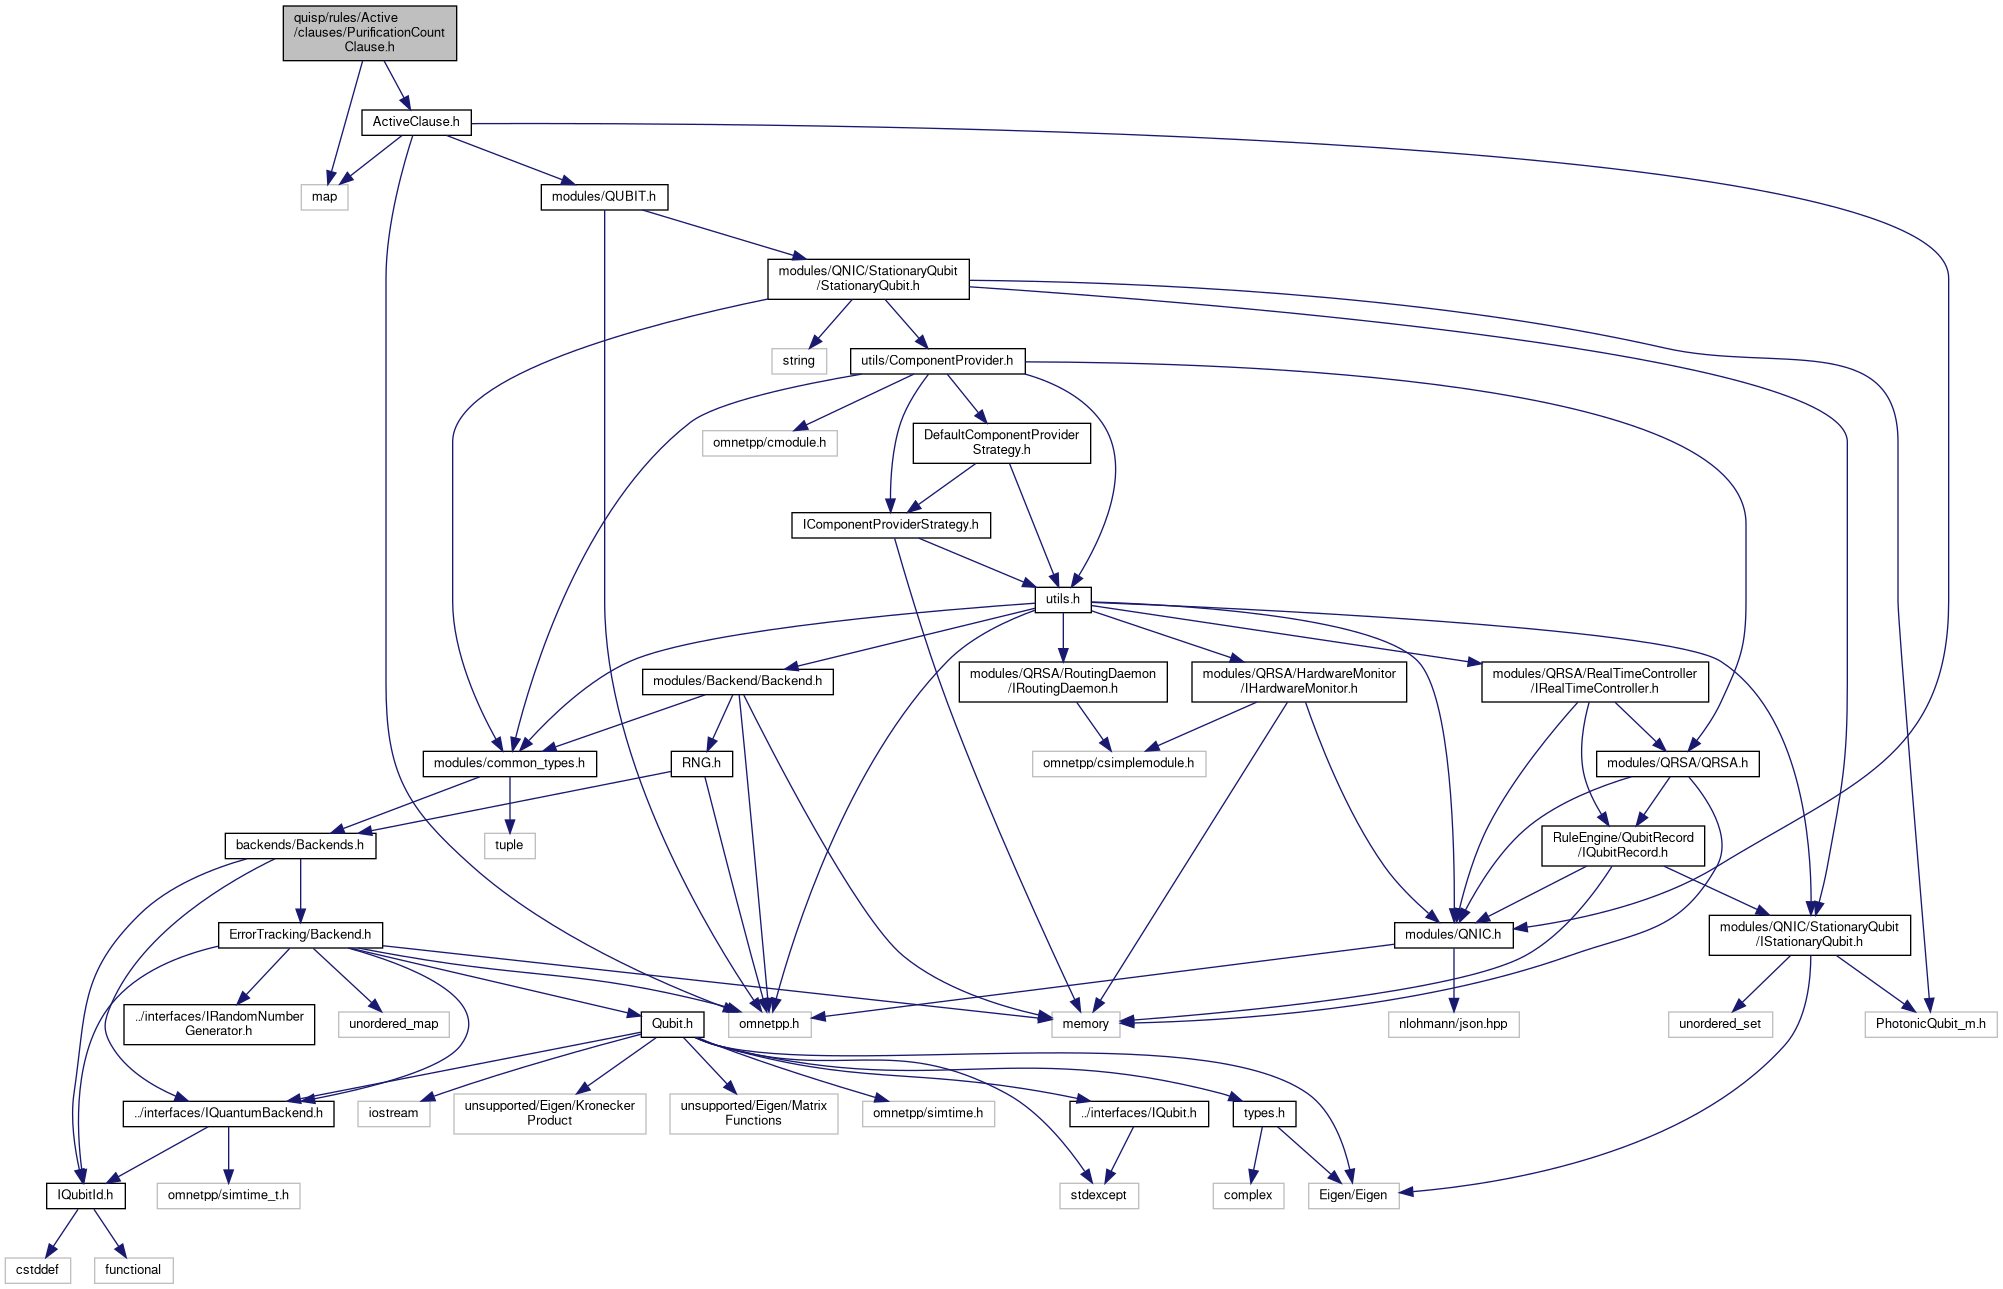 quisp/rules/Active
/clauses/PurificationCount
Clause.h
ActiveClause.h
map
modules/QUBIT.h
modules/QNIC/StationaryQubit
/StationaryQubit.h
string
utils/ComponentProvider.h
omnetpp/cmodule.h
DefaultComponentProvider
Strategy.h
IComponentProviderStrategy.h
utils.h
modules/Backend/Backend.h
modules/QRSA/RoutingDaemon
/IRoutingDaemon.h
modules/QRSA/HardwareMonitor
/IHardwareMonitor.h
modules/QRSA/RealTimeController
/IRealTimeController.h
modules/common_types.h
RNG.h
omnetpp/csimplemodule.h
modules/QRSA/QRSA.h
backends/Backends.h
tuple
RuleEngine/QubitRecord
/IQubitRecord.h
ErrorTracking/Backend.h
modules/QNIC.h
modules/QNIC/StationaryQubit
/IStationaryQubit.h
../interfaces/IRandomNumber
Generator.h
unordered_map
Qubit.h
omnetpp.h
memory
nlohmann/json.hpp
unordered_set
PhotonicQubit_m.h
../interfaces/IQuantumBackend.h
iostream
unsupported/Eigen/Kronecker
Product
unsupported/Eigen/Matrix
Functions
omnetpp/simtime.h
../interfaces/IQubit.h
types.h
IQubitId.h
omnetpp/simtime_t.h
stdexcept
complex
Eigen/Eigen
cstddef
functional